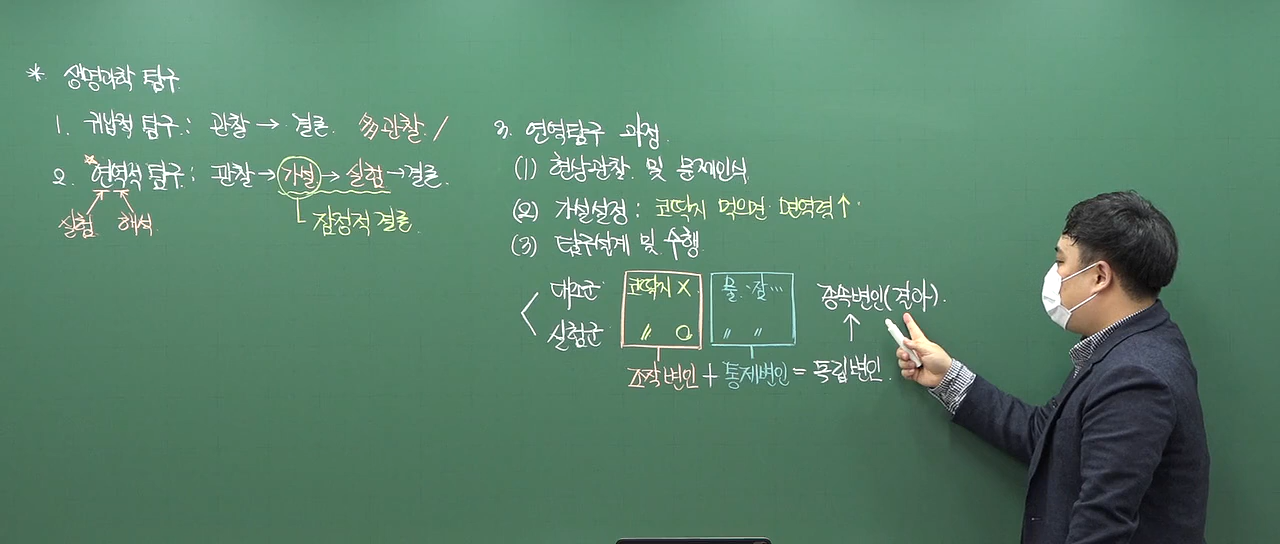 * 생명과학 탐구
1. 귀납적 탐구 : 관찰 → 결론. 多관찰. /
2. 연역적 탐구 : 관찰 → 가설 → 실험 → 결론.
실험 해석
잠정적 결론.
3. 연역탐구 과정.
(1) 현상관찰 및 문제인식
(2) 가설설정 : 코딱지 먹으면 면역력↑.
(3) 탐구설계 및 수행.
대조군 코딱지 X 물. 잠…
실험군 〃 O 〃 〃
종속변인(결과).
↑
조작변인 + 통제변인 = 독립변인.